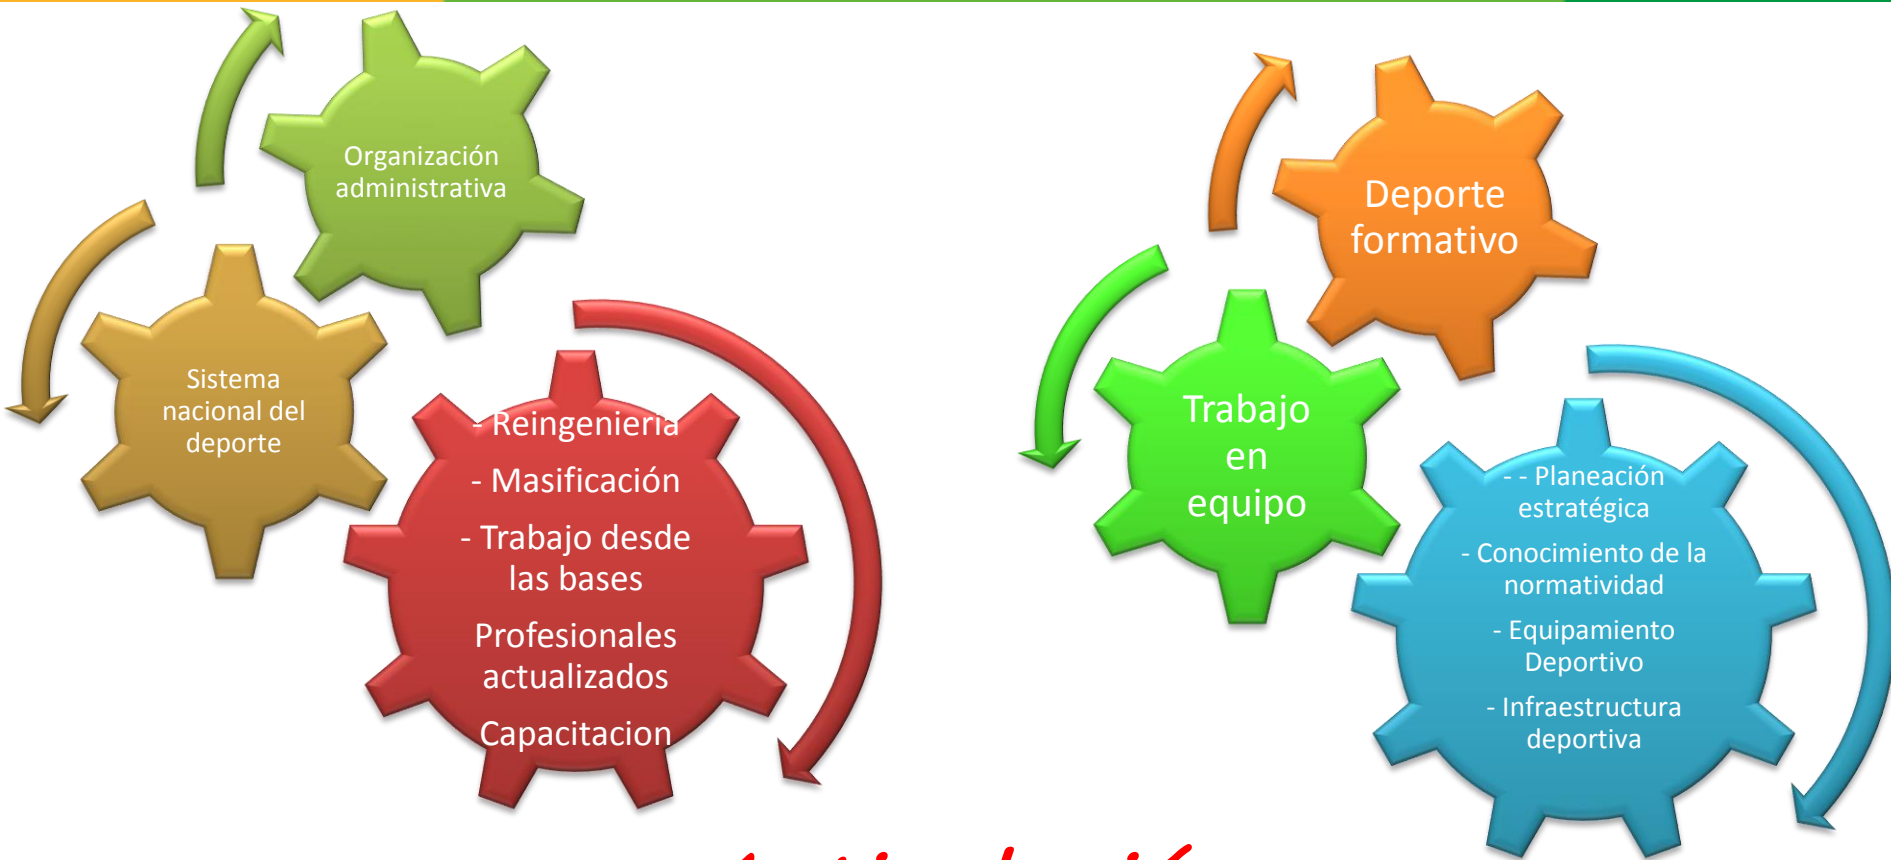 Organización
administrativa
Sistema
nacional del
deporte
- Reingenieria
- Masificación
- Trabajo desde
las bases
Profesionales
actualizados
Capacitacion
Deporte
formativo
Trabajo
en
equipo
- - Planeación
estratégica
- Conocimiento de la
normatividad
- Equipamiento
Deportivo
- Infraestructura
deportiva